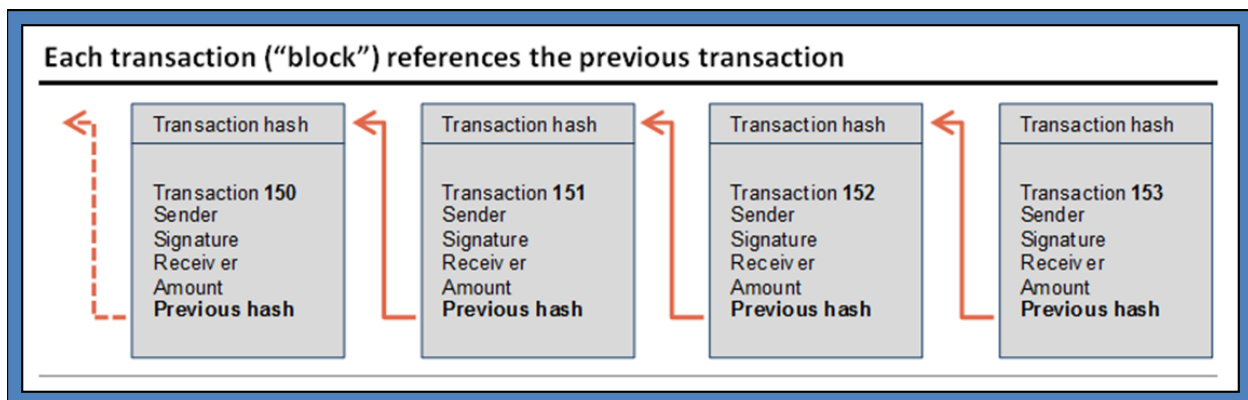 Each transaction (“block”) references the previous transaction
Transaction hash
Transaction 150
Sender
Signature
Receiver
Amount
Previous hash
Transaction hash
Transaction 151
Sender
Signature
Receiver
Amount
Previous hash
Transaction hash
Transaction 152
Sender
Signature
Receiver
Amount
Previous hash
Transaction hash
Transaction 153
Sender
Signature
Receiver
Amount
Previous hash